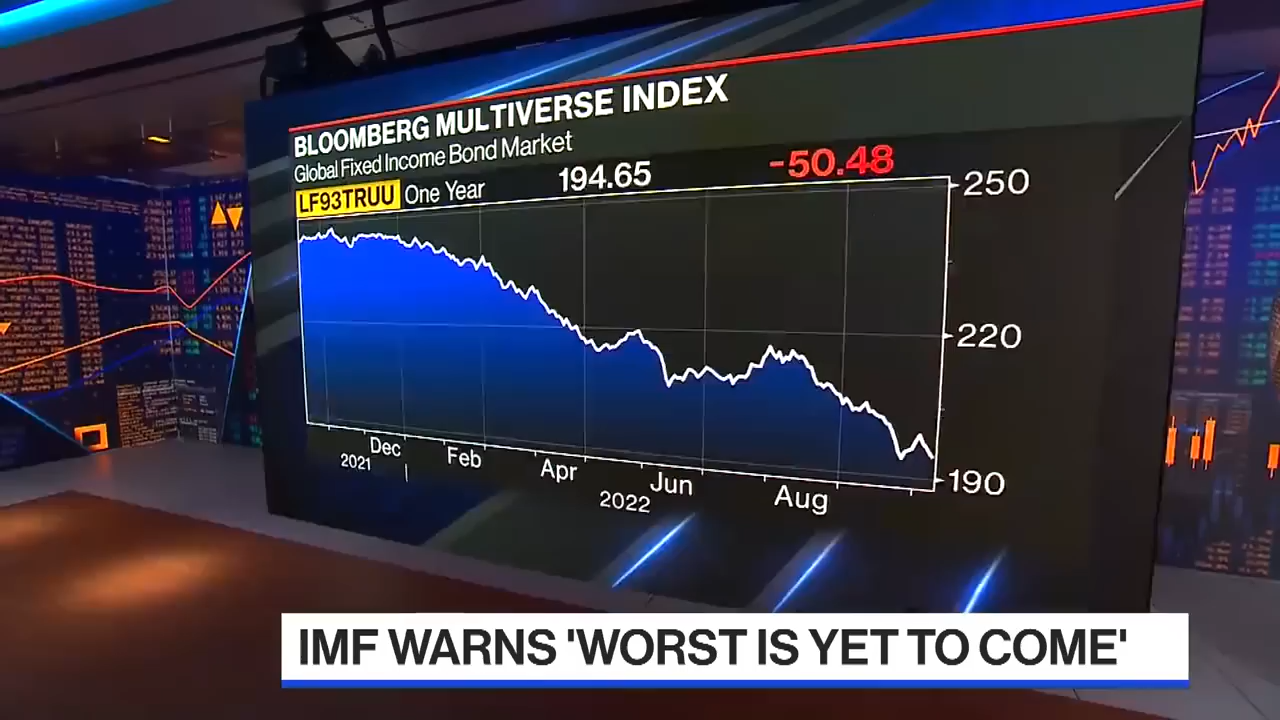 BLOOMBERG MULTIVERSE INDEX
Global Fixed Income Bond Market
LF93TRUU One Year 194.65 -50.48
250
220
190
Dec Feb Apr Jun Aug
2021 2022
IMF WARNS 'WORST IS YET TO COME'